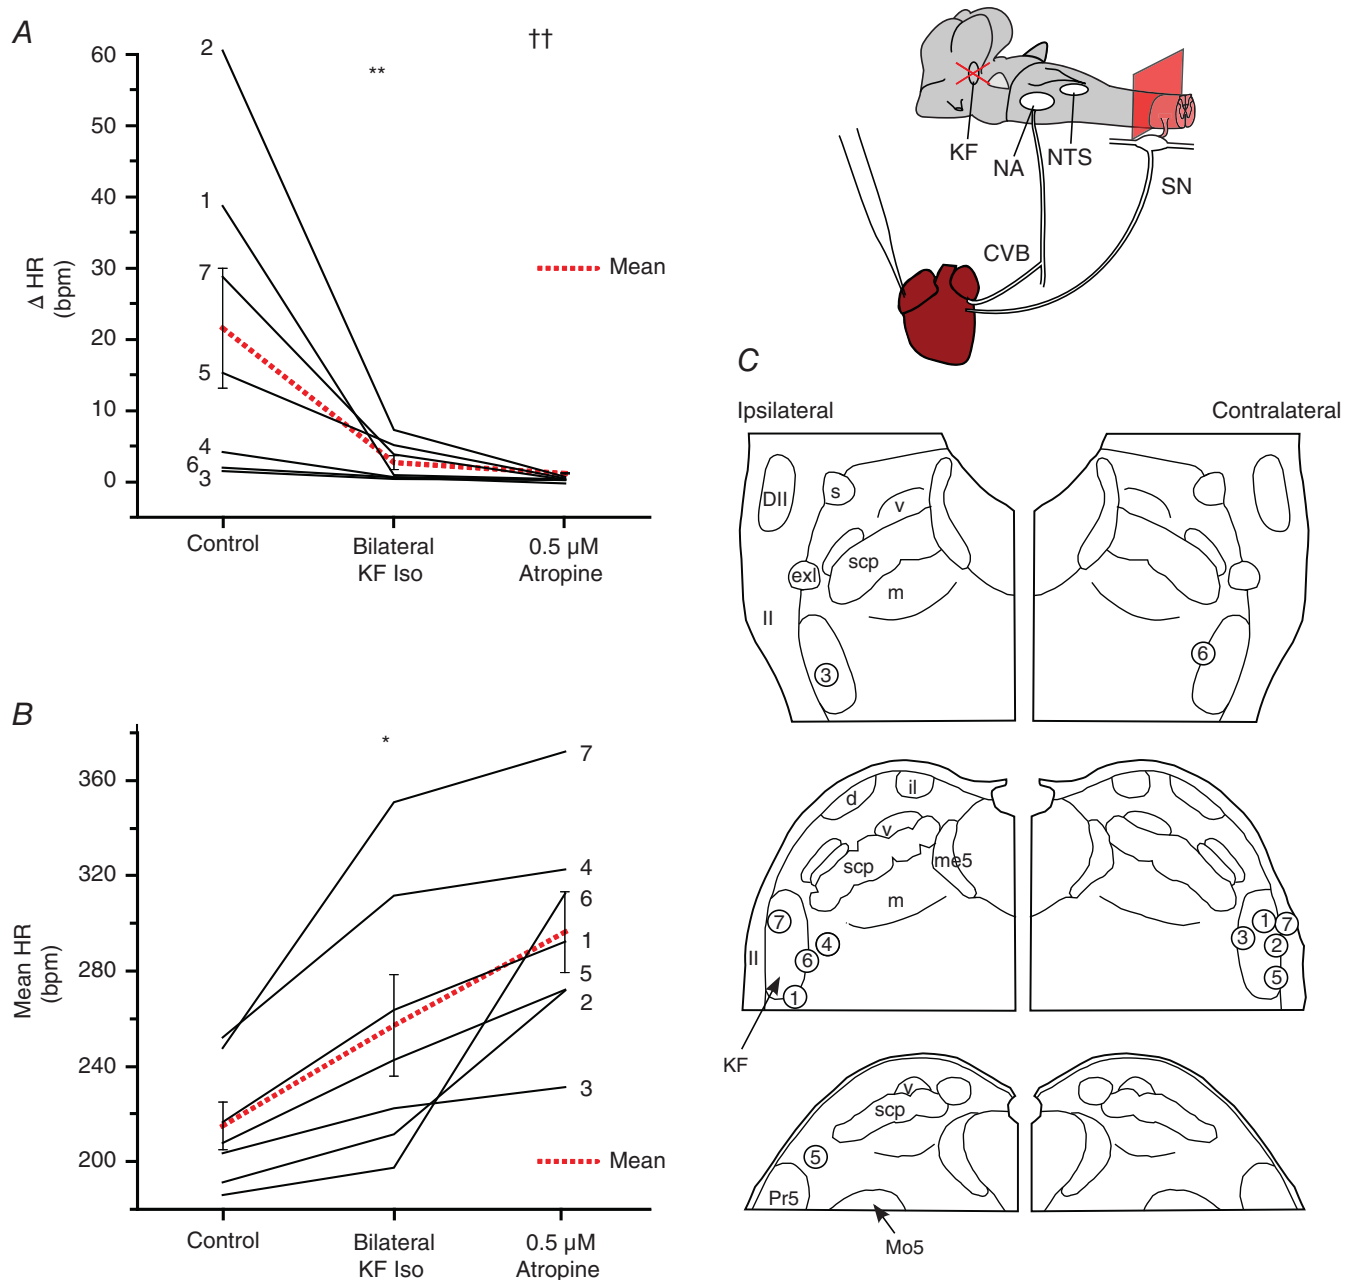 A
††
**
60
50
40
30
20
10
0
Δ HR
(bpm)
2
1
7
5
4
6
3
Mean
Control
Bilateral
KF Iso
0.5 µM
Atropine
KF
NA
NTS
SN
CVB
B
*
360
320
280
240
200
Mean HR
(bpm)
7
4
6
1
5
2
3
Mean
Control
Bilateral
KF Iso
0.5 µM
Atropine
C
Ipsilateral
Contralateral
DII
s
v
scp
exl
m
II
3
6
d
il
v
scp
me5
m
7
4
6
1
II
KF
1
7
3
2
5
v
scp
5
Pr5
Mo5